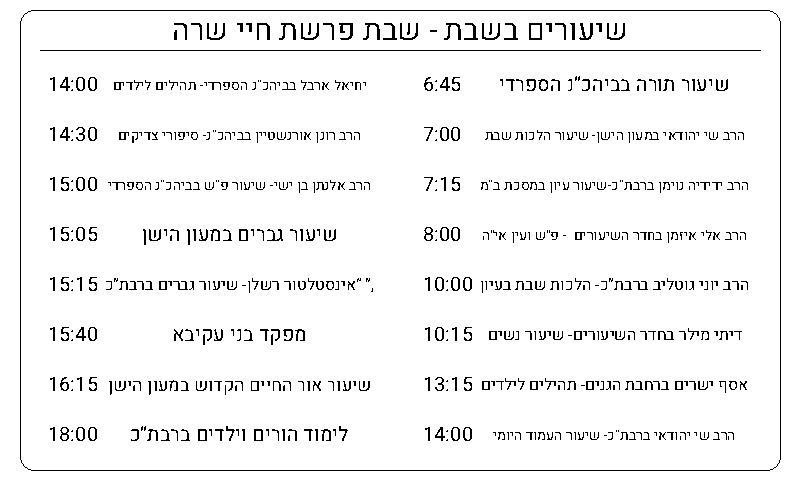 שיעורים בשבת - שבת פרשת חיי שרה
שיעור תורה בביהכ"נ הספרדי 6:45
הרב שי יהודאי במעון הישן- שיעור הלכות שבת 7:00
הרב ידידיה נוימן ברבת"כ-שיעור עיון במסכת ב"מ 7:15
הרב אלי איזמן בחדר השיעורים - פ"ש ועין אי"ה 8:00
הרב יוני גוטליב ברבת"כ- הלכות שבת בעיון 10:00
דיתי מילר בחדר השיעורים- שיעור נשים 10:15
אסף ישרים ברחבת הגנים- תהילים לילדים 13:15
הרב שי יהודאי ברבת"כ- שיעור העמוד היומי 14:00
יחיאל ארבל בביהכ"נ הספרדי- תהילים לילדים 14:00
הרב רונן אורנשטיין בביהכ"נ- סיפורי צדיקים 14:30
הרב אלנתן בן ישי- שיעור פ"ש בביהכ"נ הספרדי 15:00
שיעור גברים במעון הישן 15:05
"," "אינסטלטור רשלן- שיעור גברים ברבת"כ 15:15
מפקד בני עקיבא 15:40
שיעור אור החיים הקדוש במעון הישן 16:15
לימוד הורים וילדים ברבת"כ 18:00